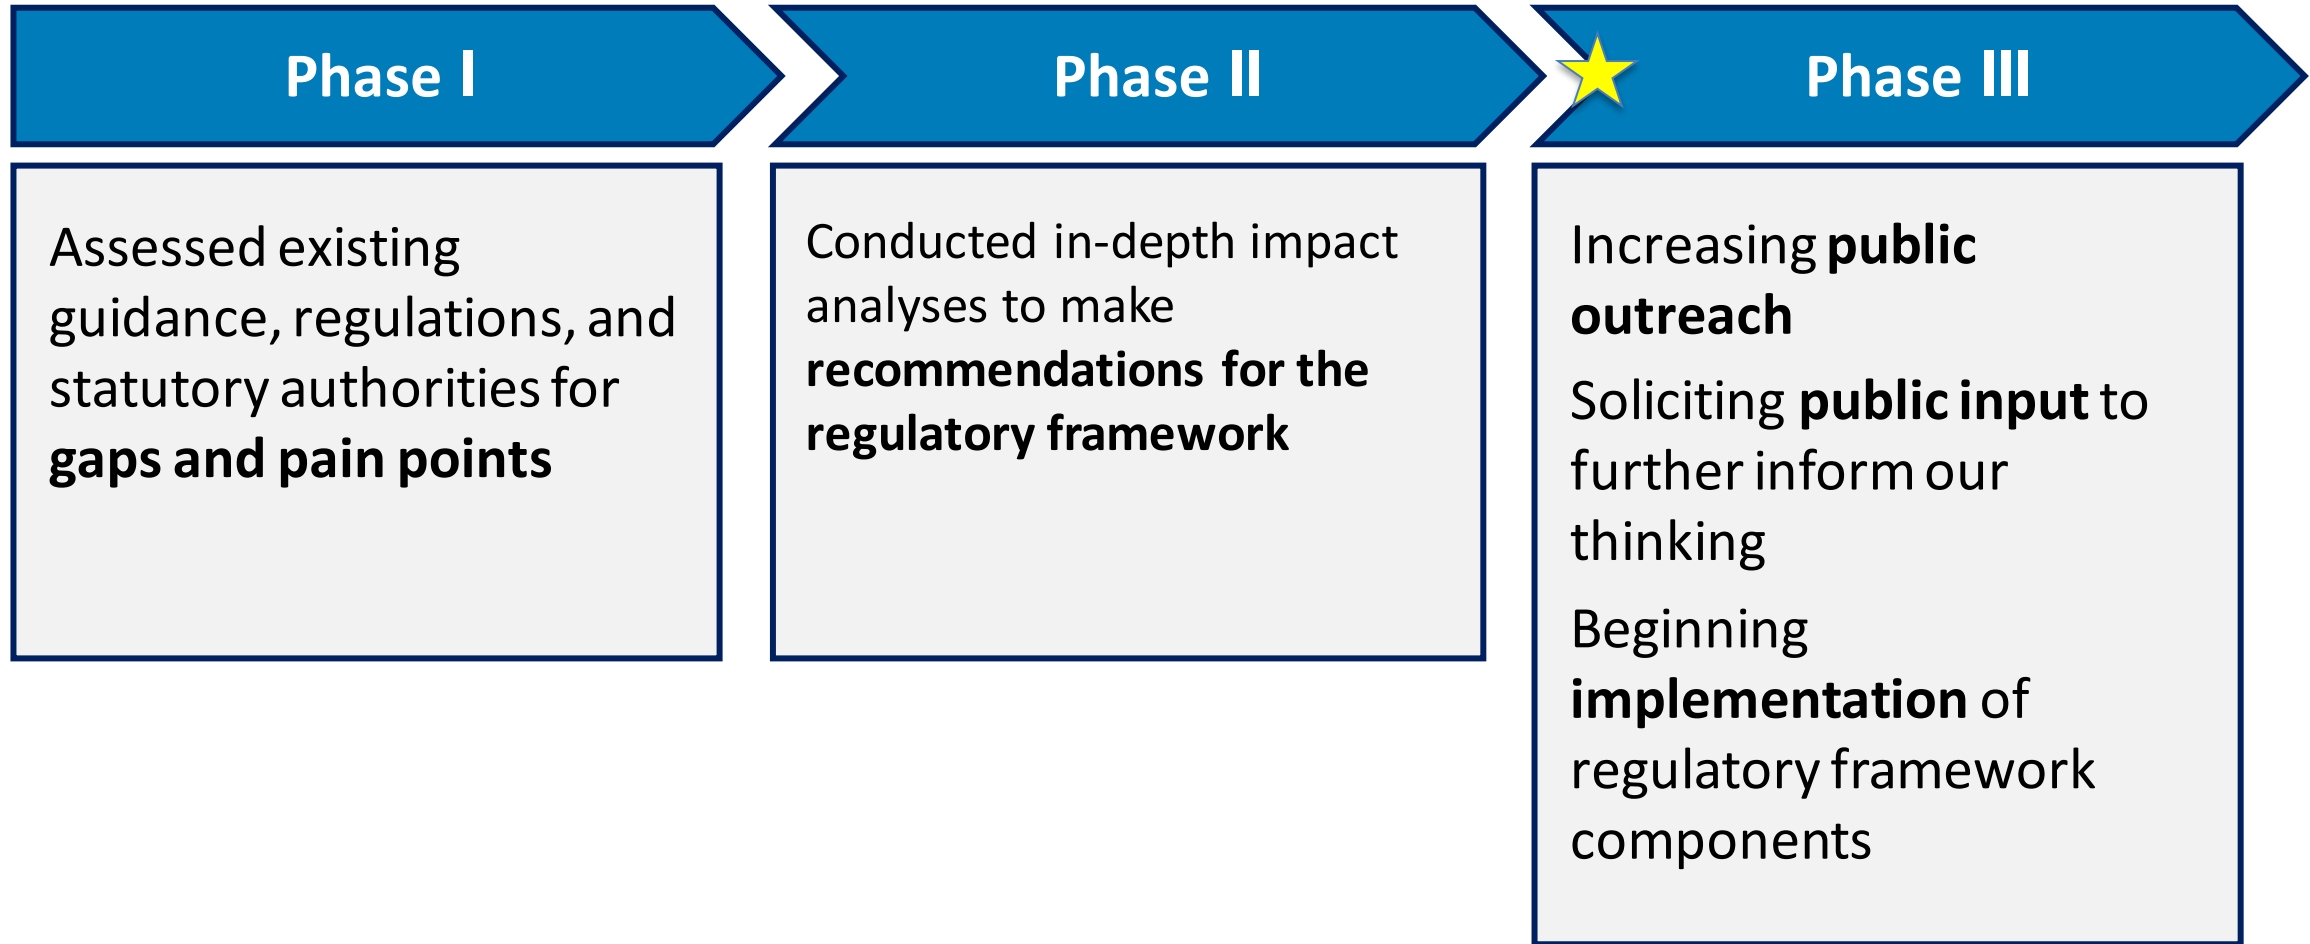 Phase I
Assessed existing
guidance, regulations, and
statutory authorities for
gaps and pain points
Phase II
Conducted in-depth impact
analyses to make
recommendations for the
regulatory framework
Phase III
Increasing public
outreach
Soliciting public input to
further inform our
thinking
Beginning
implementation of
regulatory framework
components